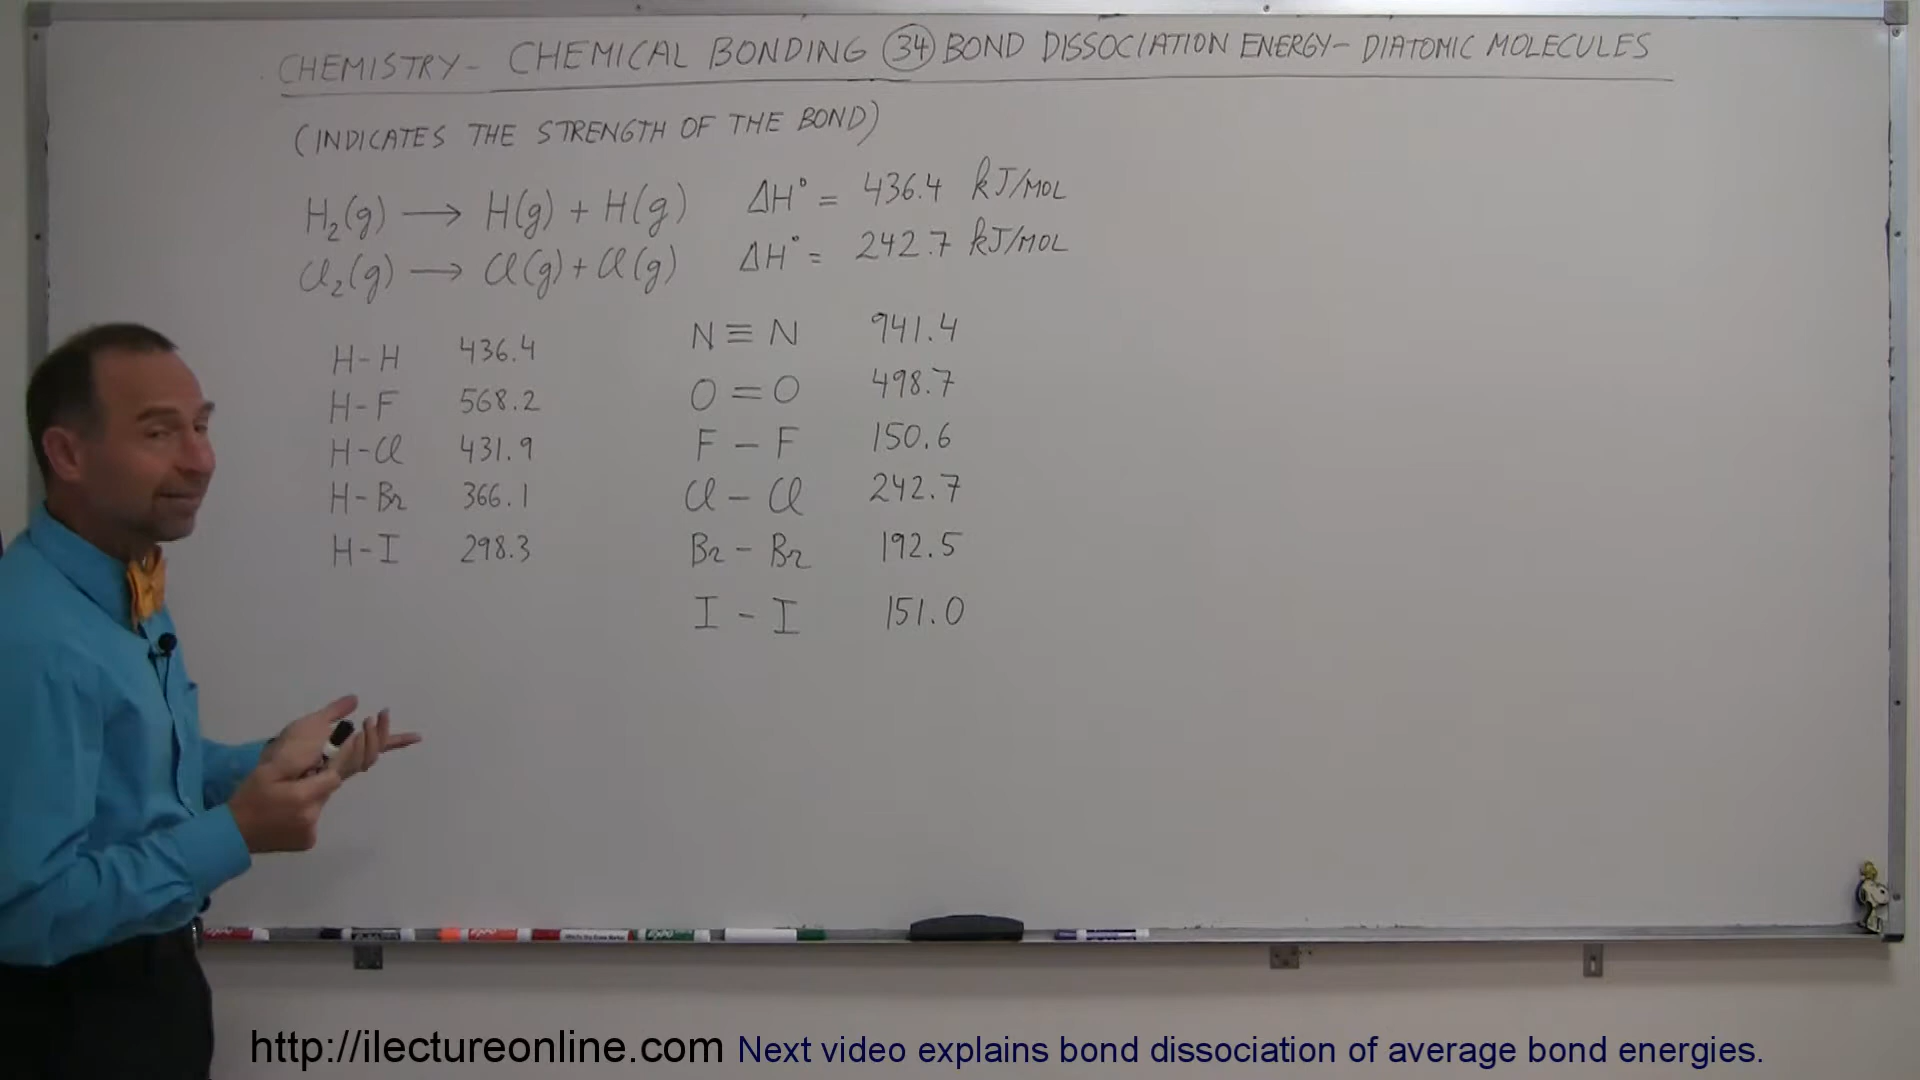 CHEMISTRY - CHEMICAL BONDING 34 BOND DISSOCIATION ENERGY - DIATOMIC MOLECULES
(INDICATES THE STRENGTH OF THE BOND)
H₂(g) → H(g) + H(g) ΔH° = 436.4 kJ/MOL
Cl₂(g) → Cl(g) + Cl(g) ΔH° = 242.7 kJ/MOL
H-H 436.4
H-F 568.2
H-Cl 431.9
H-Br 366.1
H-I 298.3
N≡N 941.4
O=O 498.7
F-F 150.6
Cl-Cl 242.7
Br-Br 192.5
I-I 151.0
http://ilectureonline.com Next video explains bond dissociation of average bond energies.